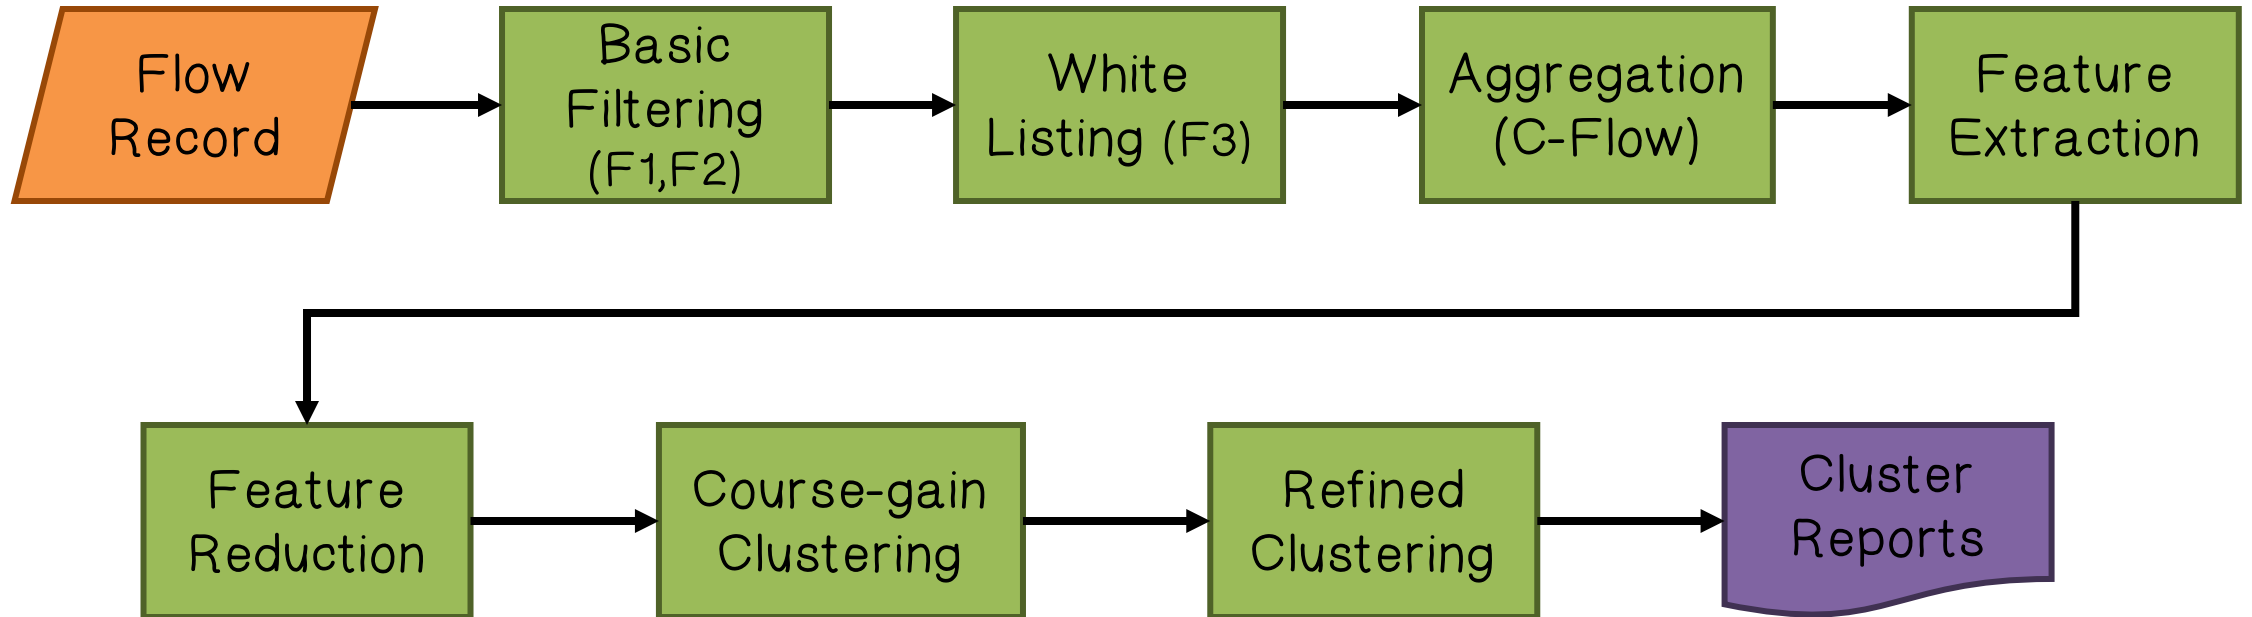 Flow
Record
Basic
Filtering
(F1,F2)
White
Listing (F3)
Aggregation
(C-Flow)
Feature
Extraction
Feature
Reduction
Course-gain
Clustering
Refined
Clustering
Cluster
Reports